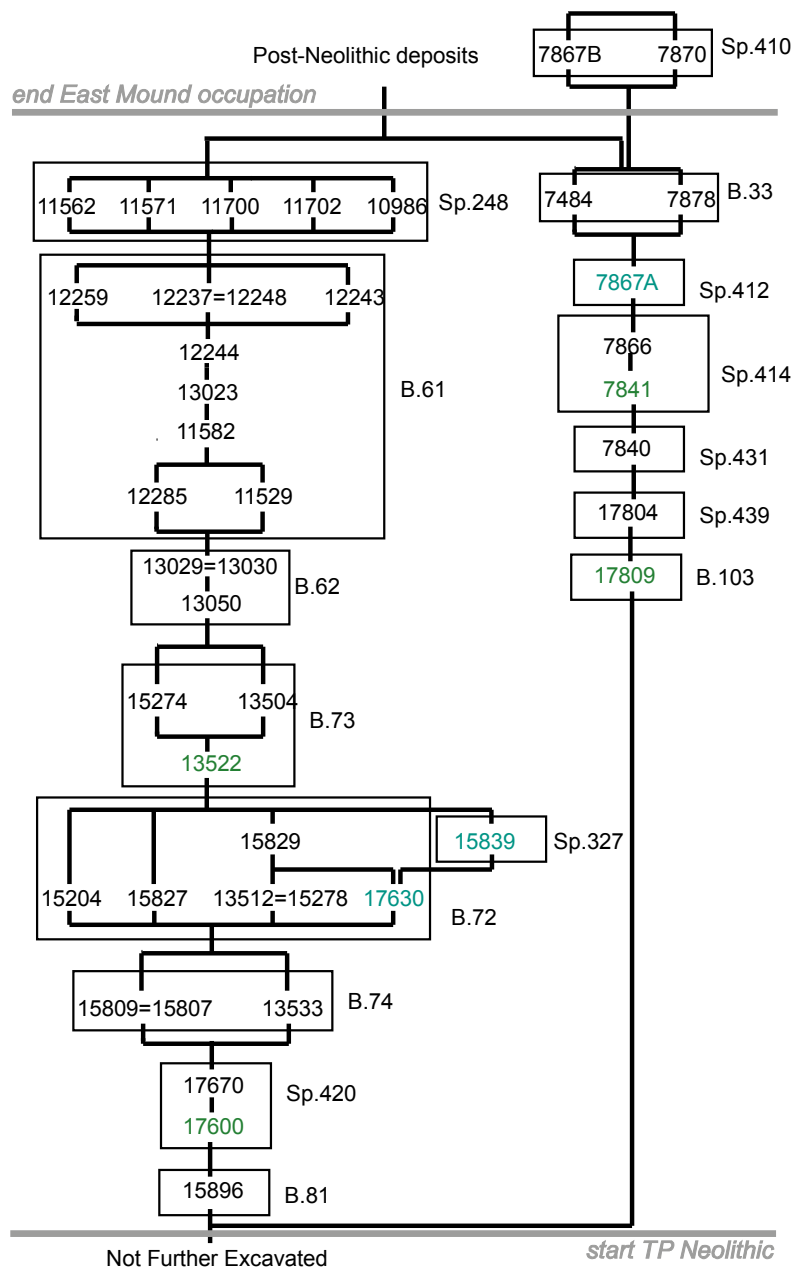 7867B 7870 Sp.410
Post-Neolithic deposits
end East Mound occupation
11562 11571 11700 11702 10986 Sp.248
7484 7878 B.33
12259 12237=12248 12243
7867A Sp.412
12244
13023
11582
12285 11529
B.61
7866
7841
Sp.414
7840 Sp.431
17804 Sp.439
17809 B.103
13029=13030
13050
B.62
15274 13504
13522
B.73
15829 15839 Sp.327
15204 15827 13512=15278 17630
B.72
15809=15807 13533 B.74
17670
17600
Sp.420
15896 B.81
start TP Neolithic
Not Further Excavated